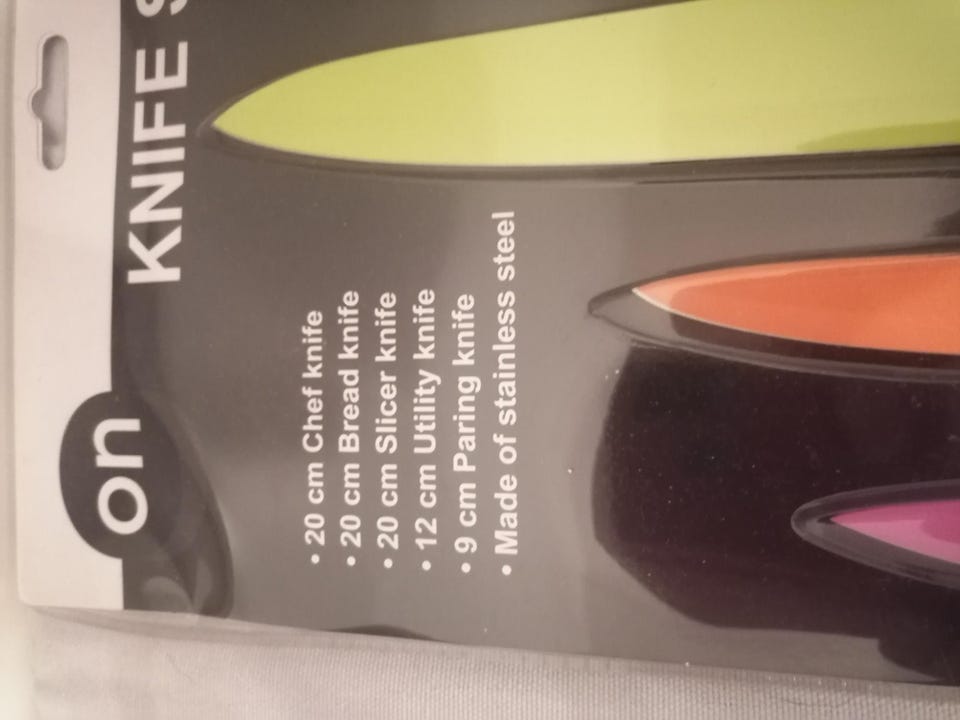 on
KNIFE
• 20 cm Chef knife
• 20 cm Bread knife
• 20 cm Slicer knife
• 12 cm Utility knife
• 9 cm Paring knife
• Made of stainless steel